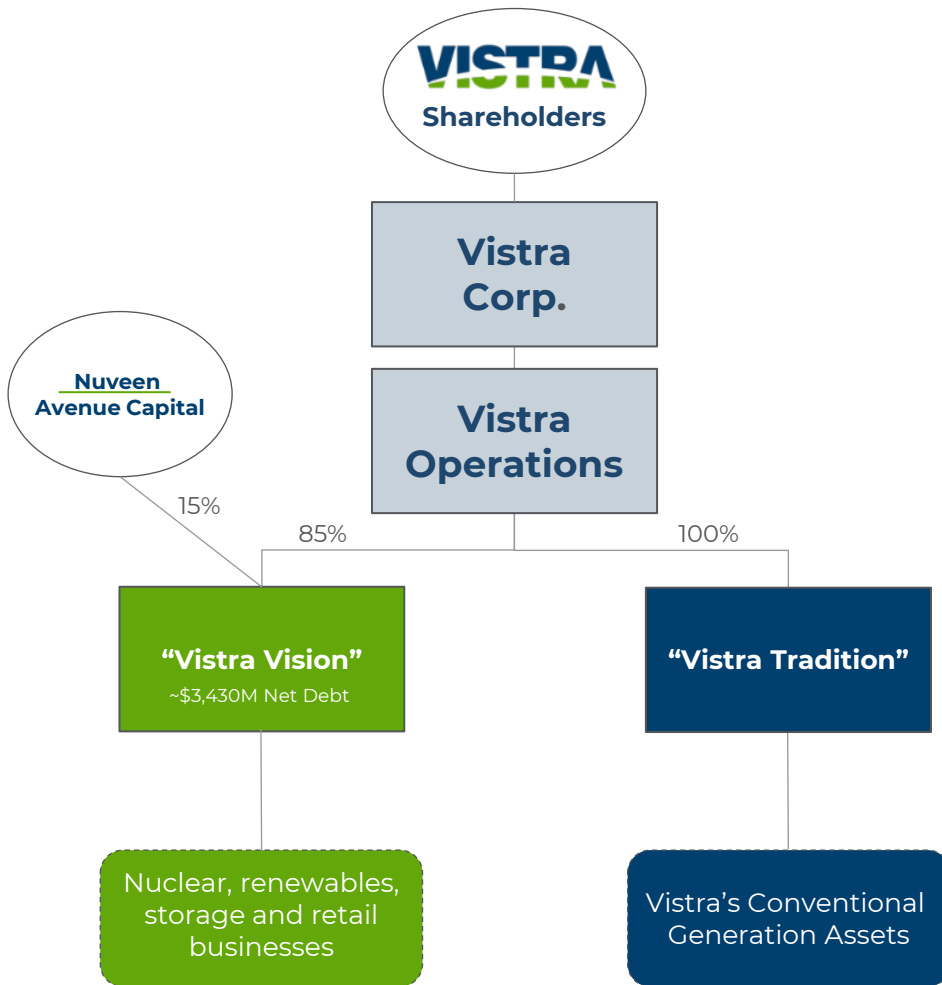 VISTRA
Shareholders
Vistra
Corp.
Nuveen
Avenue Capital
Vistra
Operations
15%
85%
100%
“Vistra Vision”
~$3,430M Net Debt
“Vistra Tradition”
Nuclear, renewables,
storage and retail
businesses
Vistra’s Conventional
Generation Assets